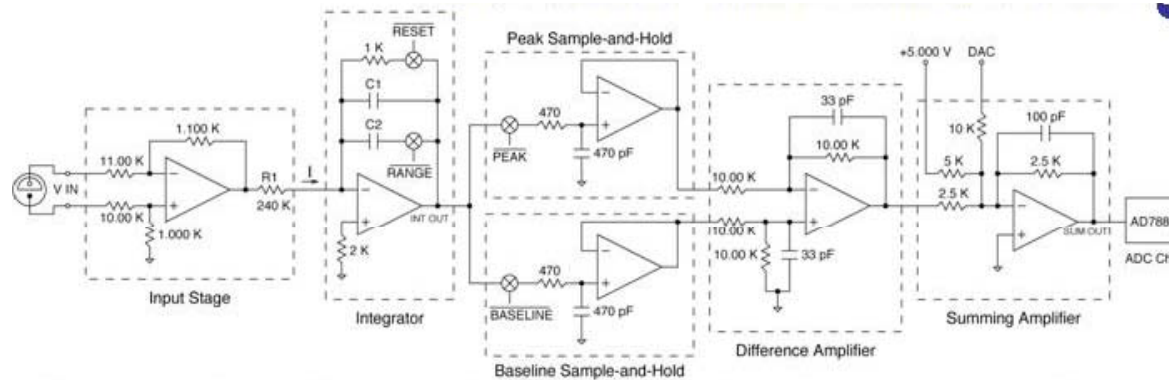 Peak Sample-and-Hold
+5.000 V
DAC
RESET
1 K
C1
C2
RANGE
470
PEAK
470 pF
33 pF
10.00 K
10 K
100 pF
1.100 K
11.00 K
V IN
10.00 K
1.000 K
R1
240 K
I
INT OUT
2 K
10.00 K
10.00 K
10.00 K
33 pF
5 K
2.5 K
2.5 K
SUM OUT
AD788
ADC Ch
470
BASELINE
470 pF
Input Stage
Integrator
Baseline Sample-and-Hold
Difference Amplifier
Summing Amplifier